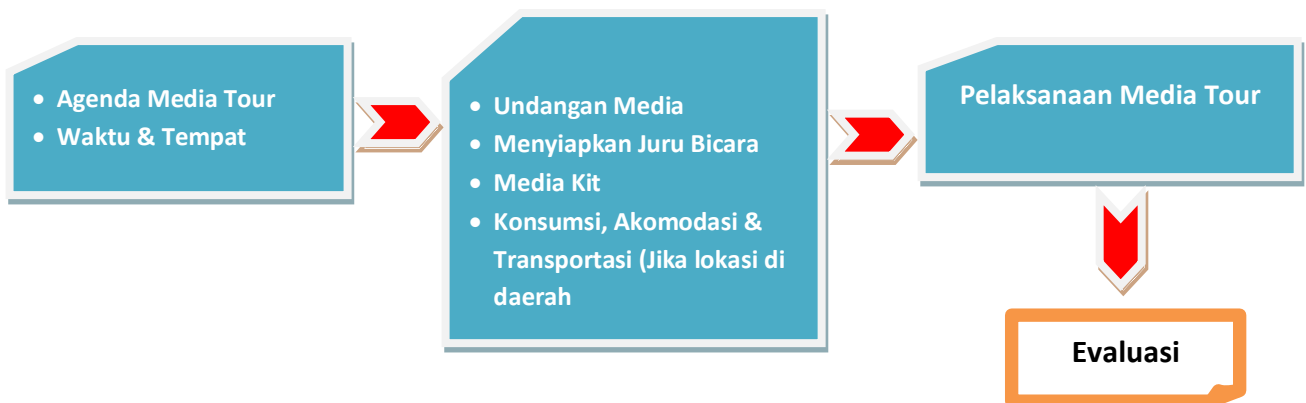 • Agenda Media Tour
• Waktu & Tempat
• Undangan Media
• Menyiapkan Juru Bicara
• Media Kit
• Konsumsi, Akomodasi &
Transportasi (Jika lokasi di
daerah
Pelaksanaan Media Tour
Evaluasi